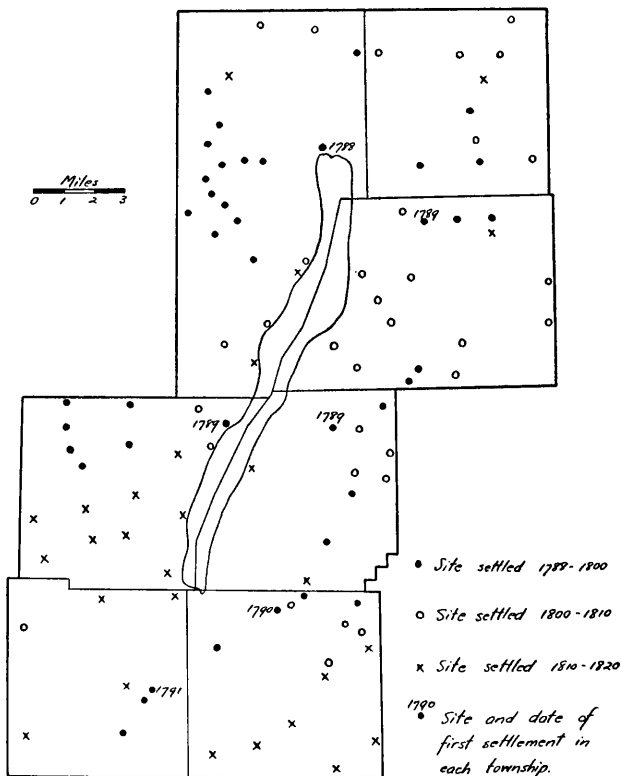 1788
Miles
0 1 2 3
1789
1789
1789
Site settled 1788-1800
Site settled 1800-1810
x Site settled 1810-1820
1790
1790
Site and date of
first settlement in
each township.
1791